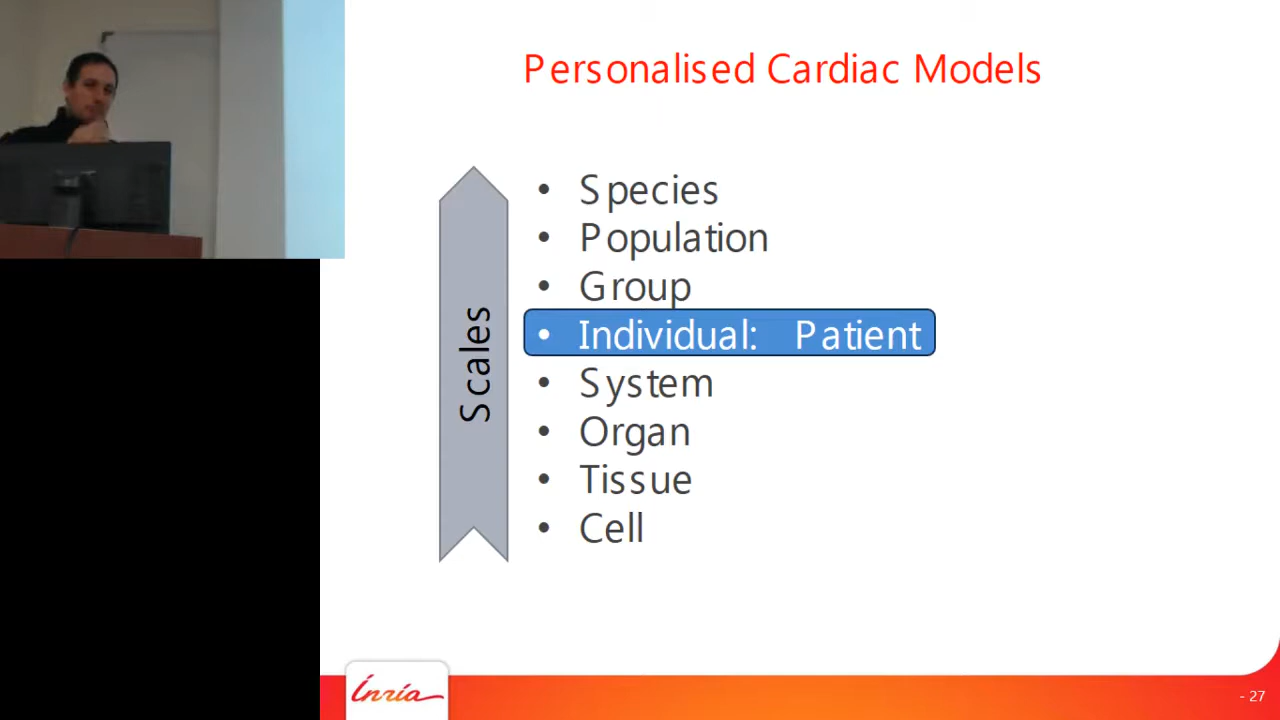 Personalised Cardiac Models
Scales
• Species
• Population
• Group
• Individual: Patient
• System
• Organ
• Tissue
• Cell
Inria
- 27